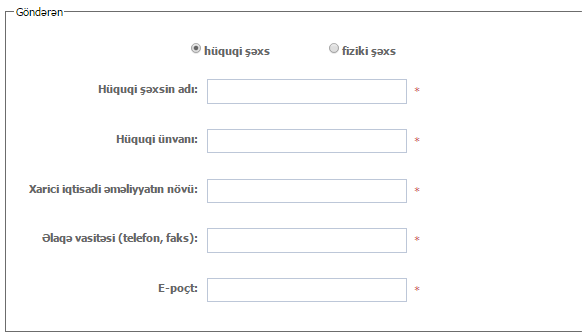 Göndərən
hüquqi şəxs fiziki şəxs
Hüquqi şəxsin adı: *
Hüquqi ünvanı: *
Xarici iqtisadi əməliyyatın növü: *
Əlaqə vasitəsi (telefon, faks): *
E-poçt: *